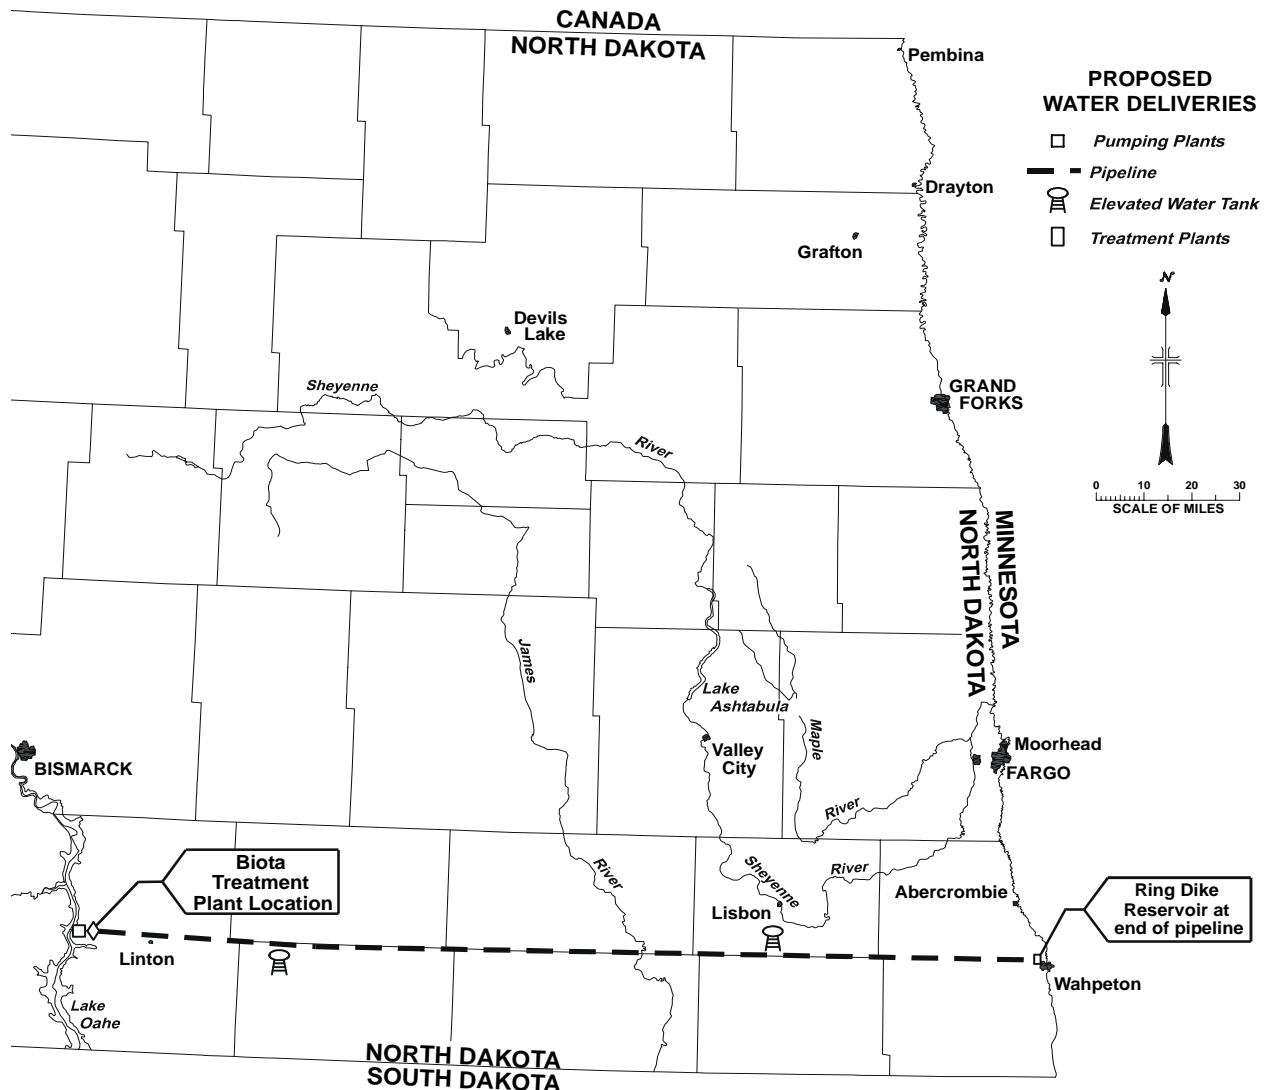 CANADA
NORTH DAKOTA
Pembina
PROPOSED
WATER DELIVERIES
Pumping Plants
Pipeline
Elevated Water Tank
Treatment Plants
Drayton
Grafton
N
Devils
Lake
Sheyenne
GRAND
FORKS
River
0 10 20 30
SCALE OF MILES
MINNESOTA
NORTH DAKOTA
James
Lake
Ashtabula
Maple
Valley
City
Moorhead
FARGO
BISMARCK
River
Biota
Treatment
Plant Location
River
Sheyenne
River
Lisbon
Abercrombie
Ring Dike
Reservoir at
end of pipeline
Linton
Wahpeton
Lake
Oahe
NORTH DAKOTA
SOUTH DAKOTA